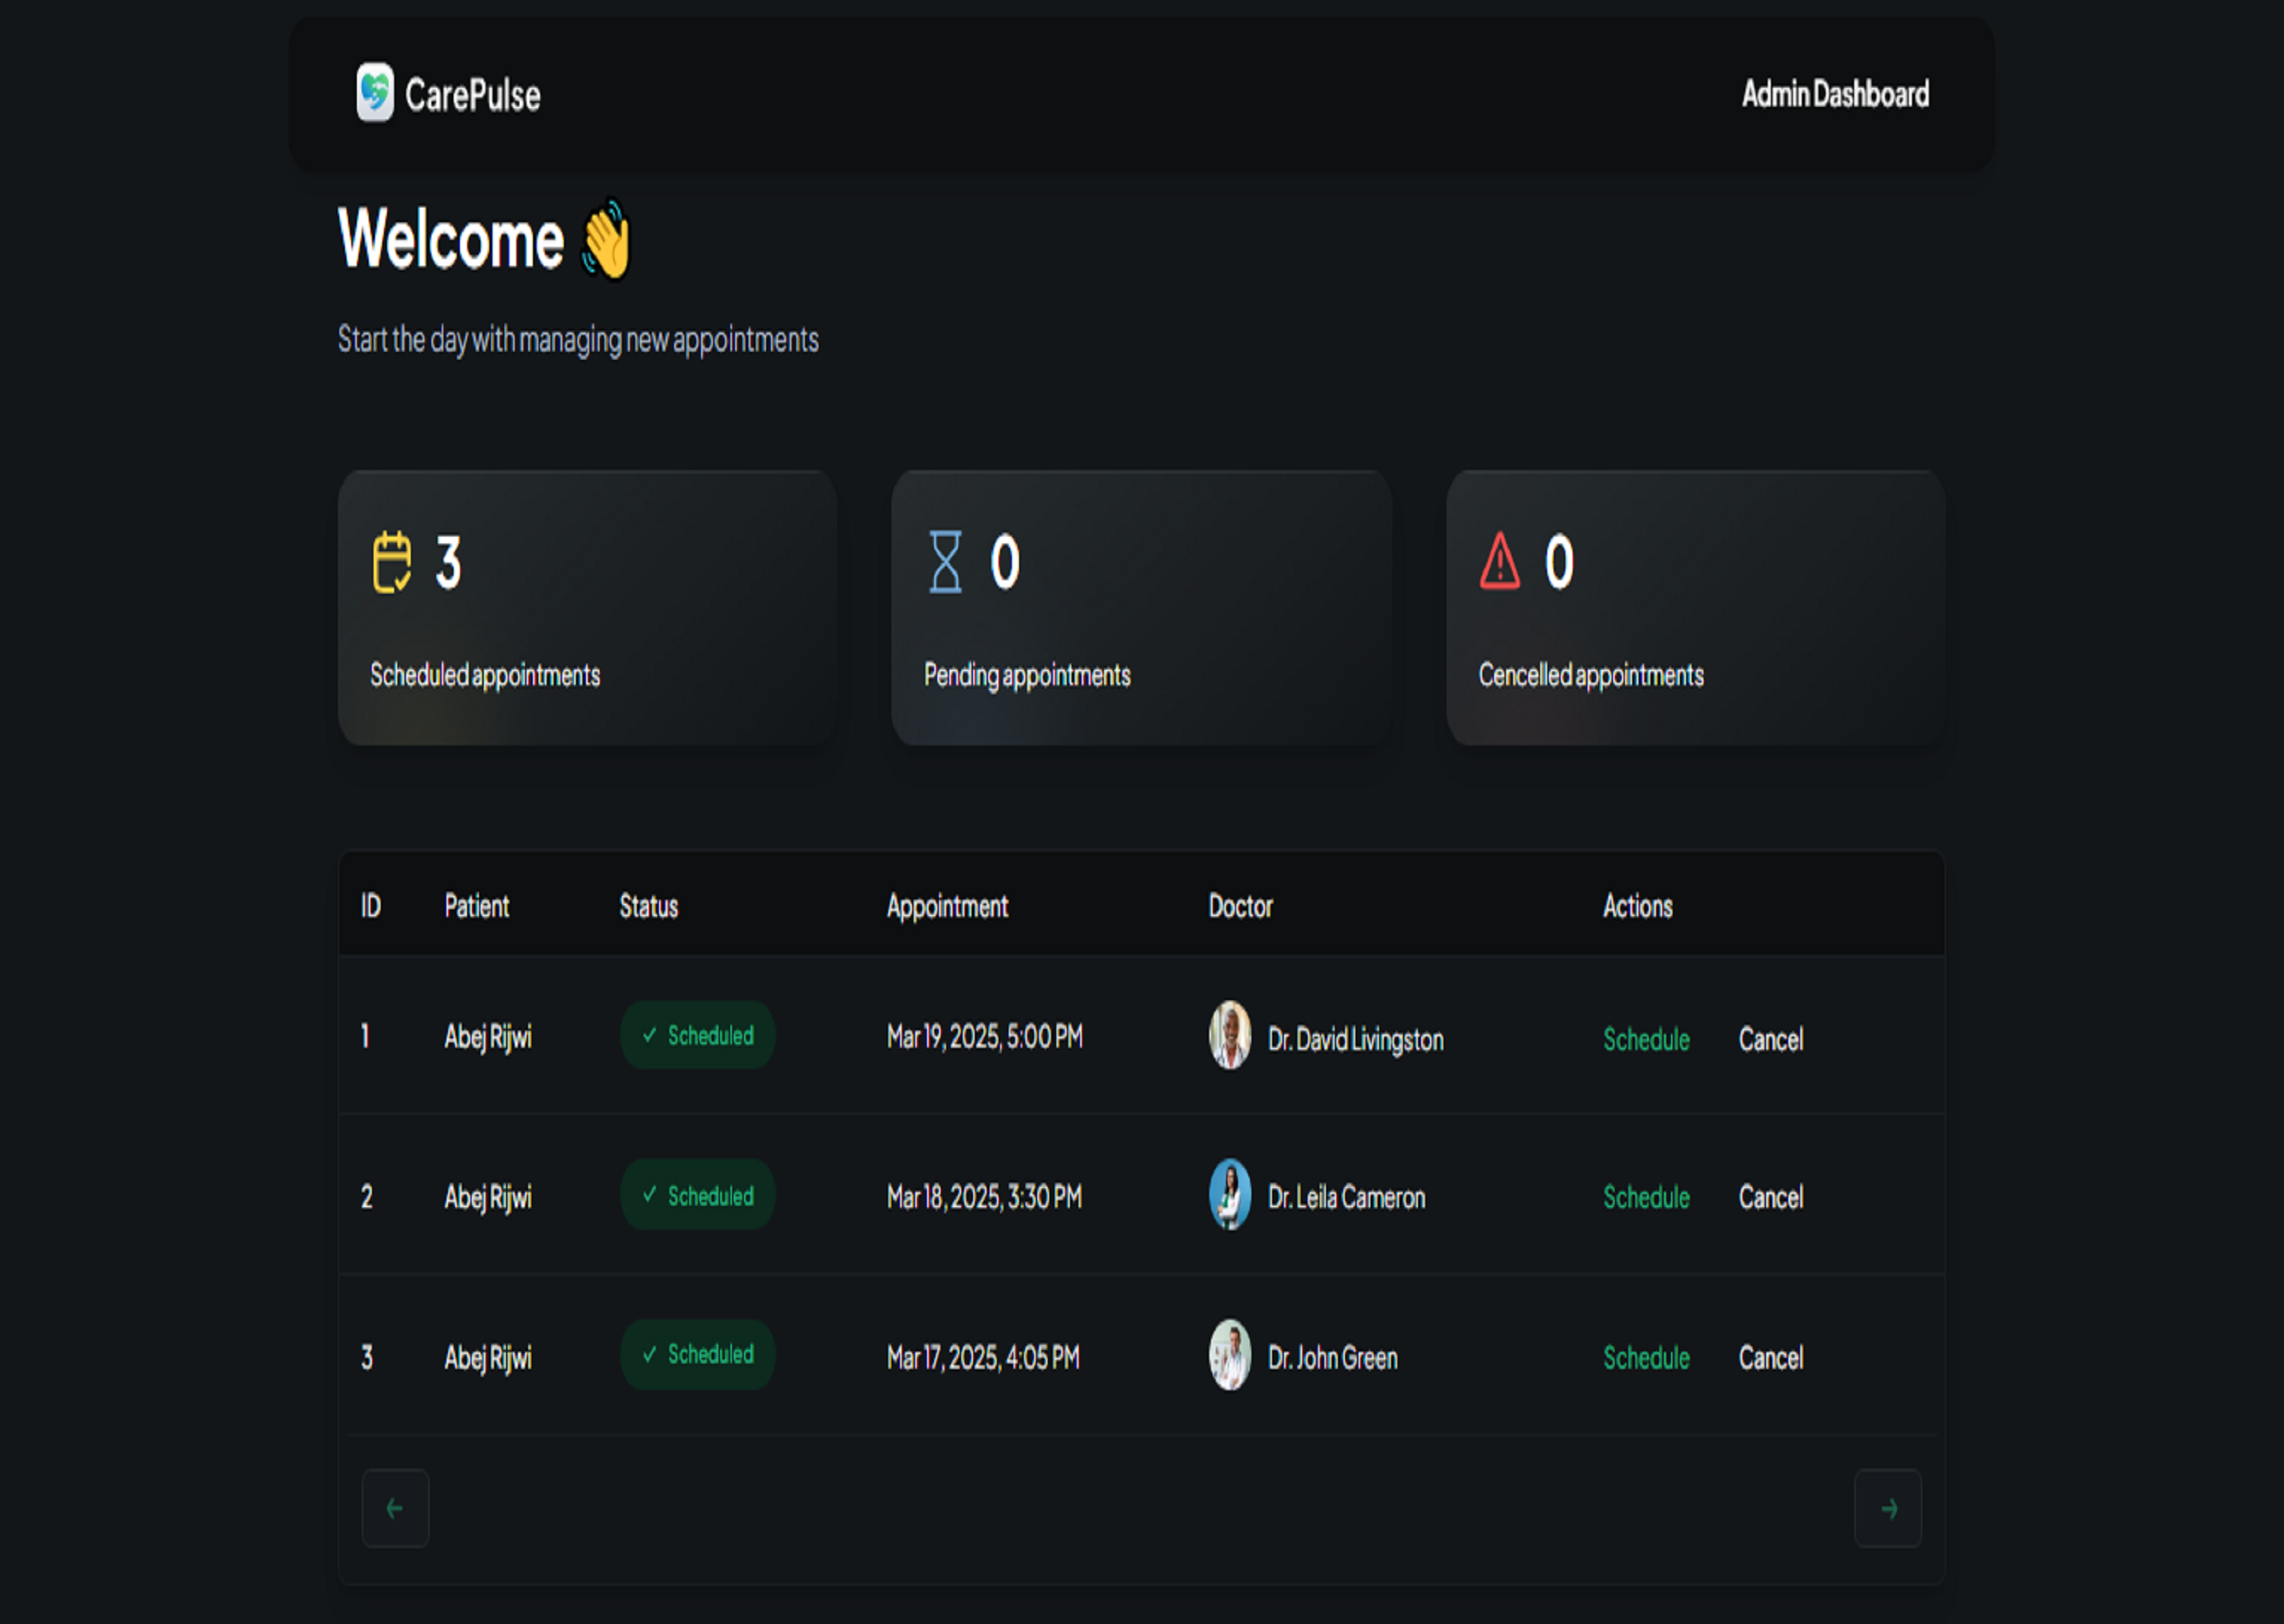 CarePulse
Admin Dashboard
Welcome 👋
Start the day with managing new appointments
3
Scheduled appointments
0
Pending appointments
0
Cencelled appointments
ID Patient Status Appointment Doctor Actions
1 Abej Rijwi ✓ Scheduled Mar 19, 2025, 5:00 PM Dr. David Livingston Schedule Cancel
2 Abej Rijwi ✓ Scheduled Mar 18, 2025, 3:30 PM Dr. Leila Cameron Schedule Cancel
3 Abej Rijwi ✓ Scheduled Mar 17, 2025, 4:05 PM Dr. John Green Schedule Cancel